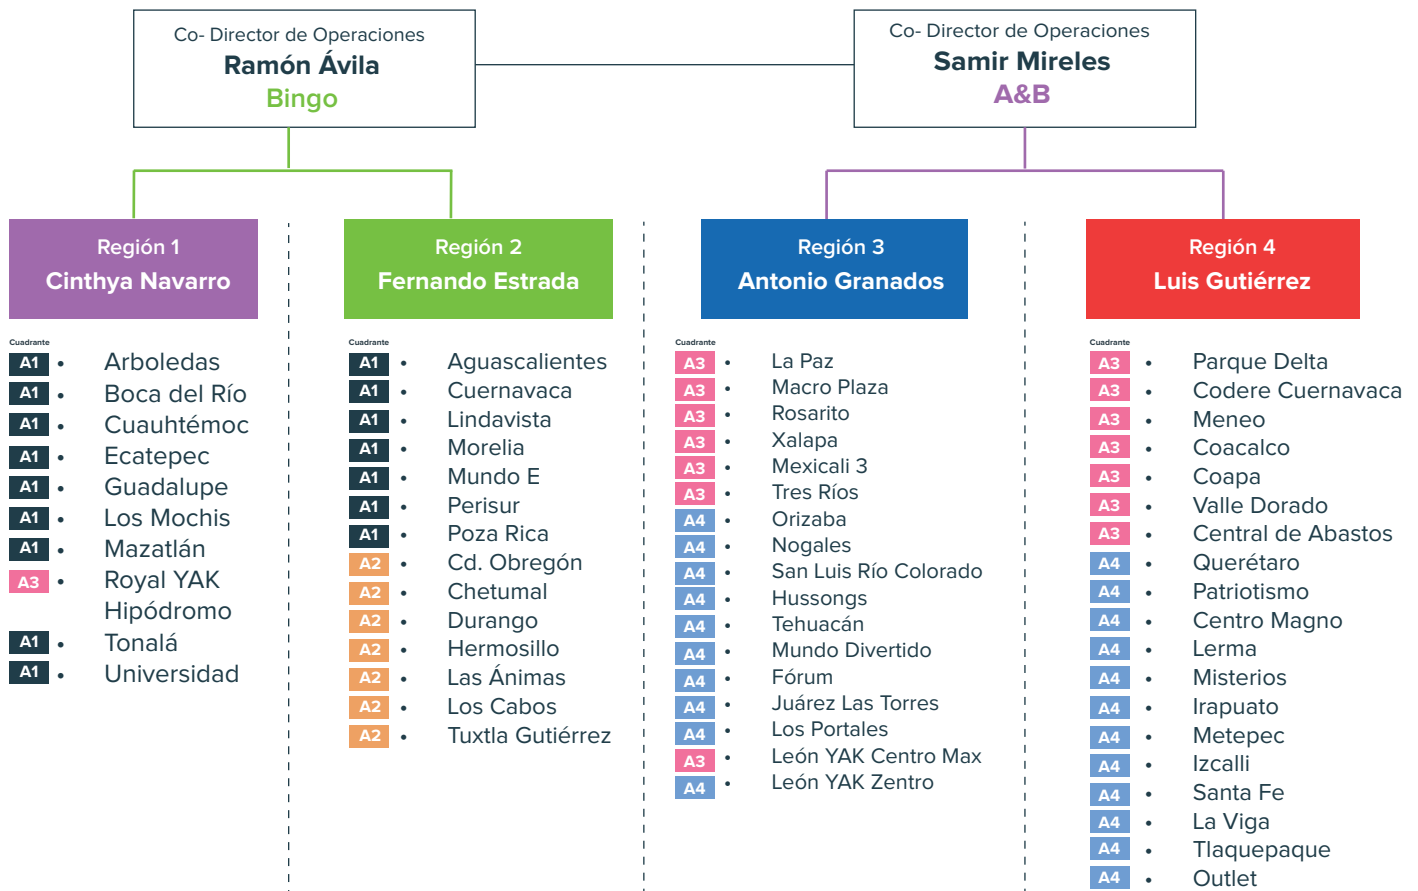 Co- Director de Operaciones
Ramón Ávila
Bingo
Co- Director de Operaciones
Samir Mireles
A&B
Región 1
Cinthya Navarro
Cuadrante
A1 • Arboledas
A1 • Boca del Río
A1 • Cuauhtémoc
A1 • Ecatepec
A1 • Guadalupe
A1 • Los Mochis
A1 • Mazatlán
A3 • Royal YAK
Hipódromo
A1 • Tonalá
A1 • Universidad
Región 2
Fernando Estrada
Cuadrante
A1 • Aguascalientes
A1 • Cuernavaca
A1 • Lindavista
A1 • Morelia
A1 • Mundo E
A1 • Perisur
A1 • Poza Rica
A2 • Cd. Obregón
A2 • Chetumal
A2 • Durango
A2 • Hermosillo
A2 • Las Ánimas
A2 • Los Cabos
A2 • Tuxtla Gutiérrez
Región 3
Antonio Granados
Cuadrante
A3 • La Paz
A3 • Macro Plaza
A3 • Rosarito
A3 • Xalapa
A3 • Mexicali 3
A3 • Tres Ríos
A4 • Orizaba
A4 • Nogales
A4 • San Luis Río Colorado
A4 • Hussongs
A4 • Tehuacán
A4 • Mundo Divertido
A4 • Fórum
A4 • Juárez Las Torres
A4 • Los Portales
A3 • León YAK Centro Max
A4 • León YAK Zentro
Región 4
Luis Gutiérrez
Cuadrante
A3 • Parque Delta
A3 • Codere Cuernavaca
A3 • Meneo
A3 • Coacalco
A3 • Coapa
A3 • Valle Dorado
A3 • Central de Abastos
A4 • Querétaro
A4 • Patriotismo
A4 • Centro Magno
A4 • Lerma
A4 • Misterios
A4 • Irapuato
A4 • Metepec
A4 • Izcalli
A4 • Santa Fe
A4 • La Viga
A4 • Tlaquepaque
A4 • Outlet